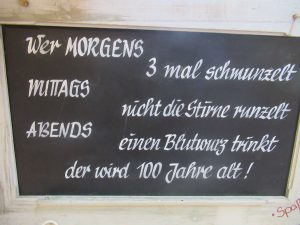 Wer MORGENS
3 mal schmunzelt
MITTAGS
nicht die Stirne runzelt
ABENDS
einen Blutwurz trinkt
der wird 100 Jahre alt!
Spaß